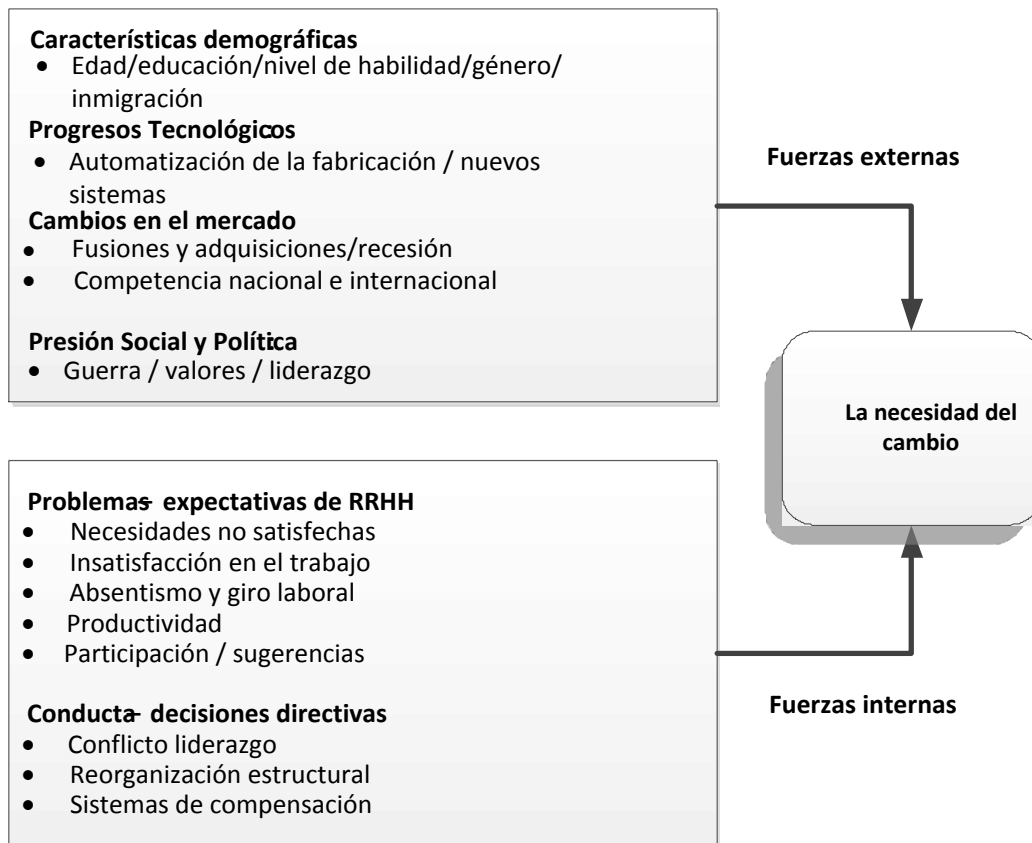 Características demográficas
• Edad/educación/nivel de habilidad/género/
inmigración
Progresos Tecnológicos
• Automatización de la fabricación / nuevos
sistemas
Cambios en el mercado
• Fusiones y adquisiciones/recesión
• Competencia nacional e internacional
Presión Social y Política
• Guerra / valores / liderazgo
Fuerzas externas
La necesidad del
cambio
Problemas- expectativas de RRHH
• Necesidades no satisfechas
• Insatisfacción en el trabajo
• Absentismo y giro laboral
• Productividad
• Participación / sugerencias
Conducta- decisiones directivas
• Conflicto liderazgo
• Reorganización estructural
• Sistemas de compensación
Fuerzas internas